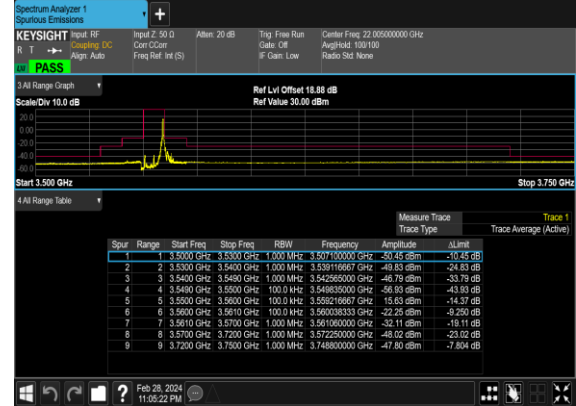 Spectrum Analyzer 1
Spurious Emissions
+
KEYSIGHT Input: RF Input Z: 50 Ω Atten: 20 dB Trig: Free Run Center Freq: 22.005000000 GHz
R T Coupling: DC Corr CCorr Gate: Off Avg|Hold: 100/100
Align: Auto Freq Ref: Int (S) IF Gain: Low Radio Std: None
LXI PASS
3 All Range Graph Ref Lvl Offset 18.88 dB
Scale/Div 10.0 dB Ref Value 30.00 dBm
20.0
0.00
-20.0
-40.0
-60.0
Start 3.500 GHz Stop 3.750 GHz
4 All Range Table
Measure Trace Trace 1
Trace Type Trace Average (Active)
Spur Range Start Freq Stop Freq RBW Frequency Amplitude ΔLimit
1 1 3.5000 GHz 3.5300 GHz 1.000 MHz 3.507100000 GHz -50.45 dBm -10.45 dB
2 2 3.5300 GHz 3.5400 GHz 1.000 MHz 3.539116667 GHz -49.83 dBm -24.83 dB
3 3 3.5400 GHz 3.5490 GHz 1.000 MHz 3.542565000 GHz -46.79 dBm -33.79 dB
4 4 3.5490 GHz 3.5500 GHz 100.0 kHz 3.549835000 GHz -56.93 dBm -43.93 dB
5 5 3.5500 GHz 3.5600 GHz 100.0 kHz 3.559216667 GHz 15.63 dBm -14.37 dB
6 6 3.5600 GHz 3.5610 GHz 100.0 kHz 3.560038333 GHz -22.25 dBm -9.250 dB
7 7 3.5610 GHz 3.5700 GHz 1.000 MHz 3.561060000 GHz -32.11 dBm -19.11 dB
8 8 3.5700 GHz 3.7200 GHz 1.000 MHz 3.572250000 GHz -48.02 dBm -23.02 dB
9 9 3.7200 GHz 3.7500 GHz 1.000 MHz 3.748800000 GHz -47.80 dBm -7.804 dB
? Feb 28, 2024
11:05:22 PM